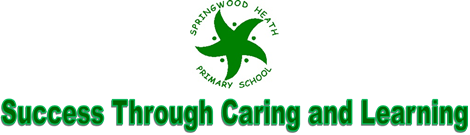 SPRINGWOOD HEATH
PRIMARY SCHOOL
Success Through Caring and Learning